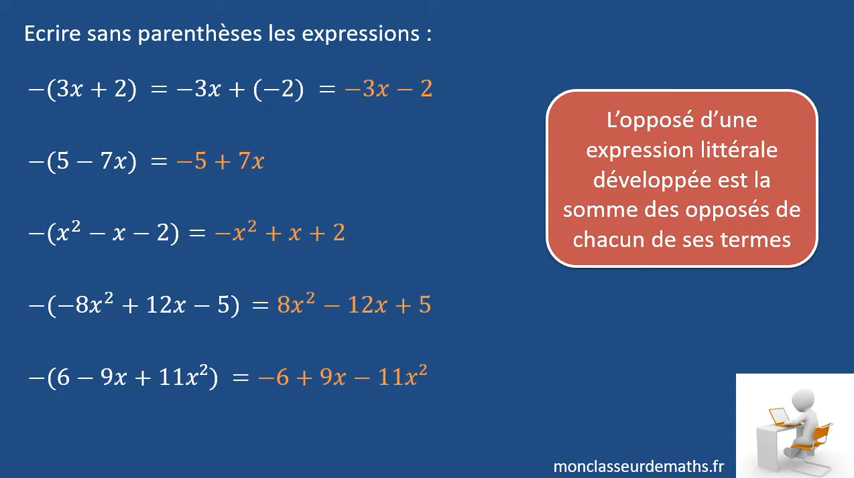 Ecrire sans parenthèses les expressions :
−(3x + 2) = −3x + (−2) = −3x − 2
−(5 − 7x) = −5 + 7x
−(x² − x − 2) = −x² + x + 2
−(−8x² + 12x − 5) = 8x² − 12x + 5
−(6 − 9x + 11x²) = −6 + 9x − 11x²
L’opposé d’une
expression littérale
développée est la
somme des opposés de
chacun de ses termes
monclasseurdemaths.fr